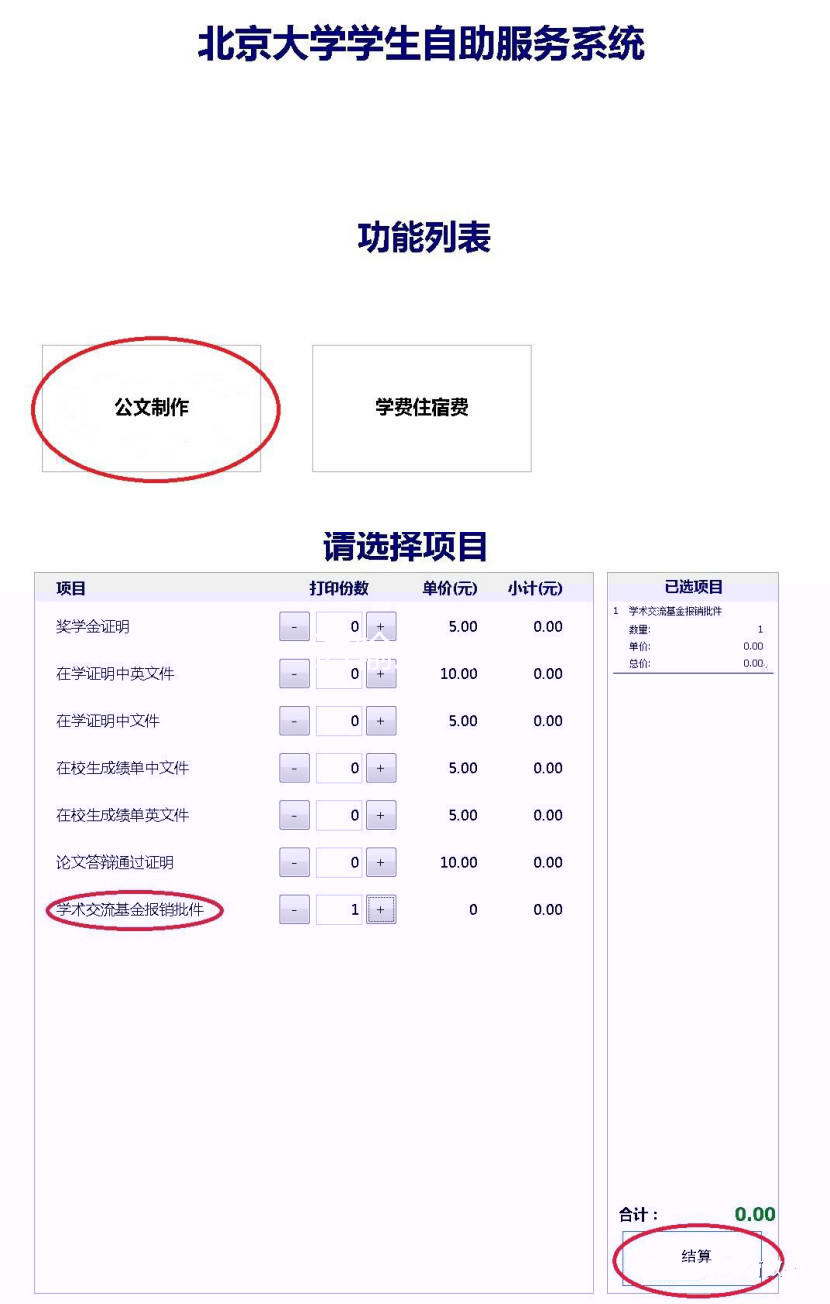 北京大学学生自助服务系统
功能列表
公文制作 学费住宿费
请选择项目
项目 打印份数 单价(元) 小计(元)
奖学金证明 - 0 + 5.00 0.00
在学证明中英文件 - 0 + 10.00 0.00
在学证明中文件 - 0 + 5.00 0.00
在校生成绩单中文件 - 0 + 5.00 0.00
在校生成绩单英文件 - 0 + 5.00 0.00
论文答辩通过证明 - 0 + 10.00 0.00
学术交流基金报销批件 - 1 + 0 0.00
已选项目
1 学术交流基金报销批件
数量: 1
单价: 0.00
总价: 0.00
合计： 0.00
结算